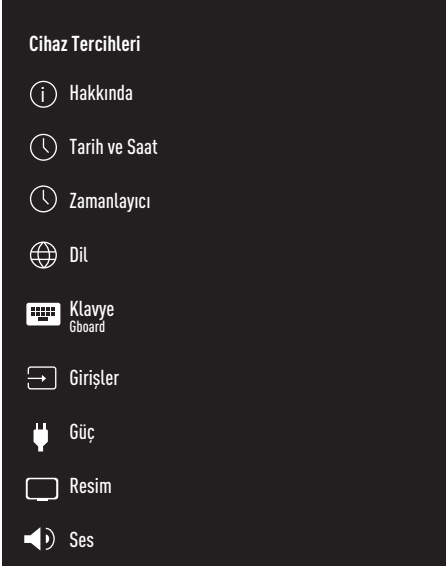 Cihaz Tercihleri
Hakkında
Tarih ve Saat
Zamanlayıcı
Dil
Klavye
Gboard
Girişler
Güç
Resim
Ses